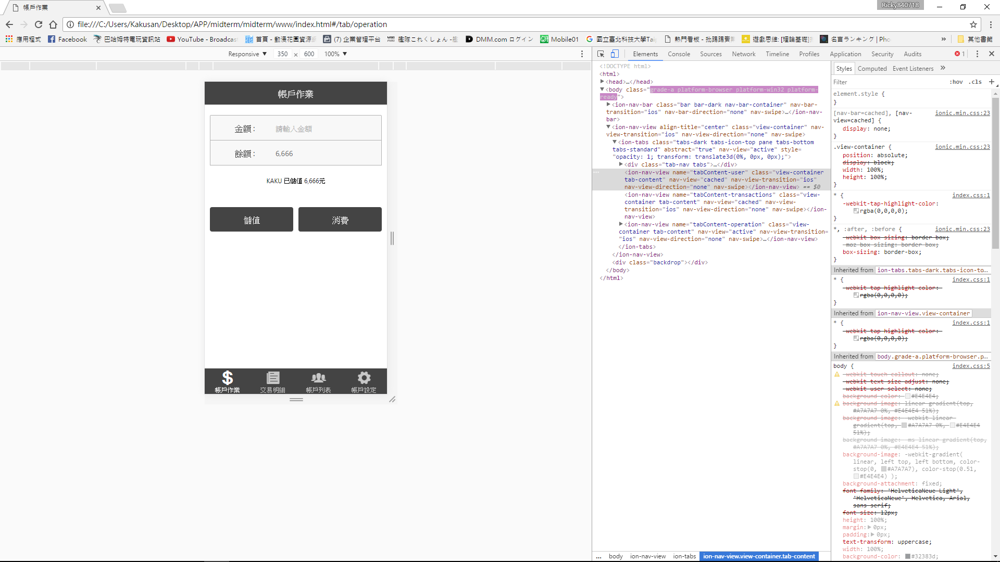 帳戶作業
Ricky840718
file:///C:/Users/Kakusan/Desktop/APP/midterm/midterm/www/index.html#/tab/operation
應用程式 Facebook 巴哈姆特電玩資訊站 YouTube - Broadcas 首頁 - 動漫花園資源 (7) 企業管理平台 艦隊これくしょん -艦 DMM.com ログイン Mobile01 國立臺北科技大學Tai 熱門看板 - 批踢踢實 遊戲思維: [理論基礎] 名言ランキング | Pho » 其他書籤
Responsive ▼ 350 × 600 100% ▼
Elements Console Sources Network Timeline Profiles Application Security Audits 1
帳戶作業
金額: 請輸入金額
餘額: 6,666
KAKU 已儲值 6,666元
儲值 消費
帳戶作業 交易明細 帳戶列表 帳戶設定
<!DOCTYPE html>
<html>
<head>…</head>
<body class="grade-a platform-browser platform-win32 platform-
ready">
<ion-nav-bar class="bar bar-dark nav-bar-container" nav-bar-
transition="ios" nav-bar-direction="none" nav-swipe>…</ion-nav-
bar>
<ion-nav-view align-title="center" class="view-container" nav-
view-transition="ios" nav-view-direction="none" nav-swipe>
<ion-tabs class="tabs-dark tabs-icon-top pane tabs-bottom
tabs-standard" abstract="true" nav-view="active" style=
"opacity: 1; transform: translate3d(0%, 0px, 0px);">
<div class="tab-nav tabs">…</div>
<ion-nav-view name="tabContent-user" class="view-container
tab-content" nav-view="cached" nav-view-transition="ios"
nav-view-direction="none" nav-swipe></ion-nav-view> == $0
<ion-nav-view name="tabContent-transactions" class="view-
container tab-content" nav-view="cached" nav-view-
transition="ios" nav-view-direction="none" nav-swipe></ion-
nav-view>
<ion-nav-view name="tabContent-operation" class="view-
container tab-content" nav-view="active" nav-view-transition=
"ios" nav-view-direction="none" nav-swipe>…</ion-nav-view>
</ion-tabs>
</ion-nav-view>
<div class="backdrop"></div>
</body>
</html>
... body ion-nav-view ion-tabs ion-nav-view.view-container.tab-content
Styles Computed Event Listeners »
Filter :hov .cls +
element.style {
}
[nav-bar=cached], [nav- ionic.min.css:23
view=cached] {
display: none;
}
.view-container { ionic.min.css:23
position: absolute;
display: block;
width: 100%;
height: 100%;
}
* { index.css:1
-webkit-tap-highlight-color:
rgba(0,0,0,0);
}
*, :after, :before { ionic.min.css:23
-webkit-box-sizing: border-box;
-moz-box-sizing: border-box;
box-sizing: border-box;
}
Inherited from ion-tabs.tabs-dark.tabs-icon-to…
* { index.css:1
-webkit-tap-highlight-color:
rgba(0,0,0,0);
}
Inherited from ion-nav-view.view-container
* { index.css:1
-webkit-tap-highlight-color:
rgba(0,0,0,0);
}
Inherited from body.grade-a.platform-browser.p…
body { index.css:5
-webkit-touch-callout: none;
-webkit-text-size-adjust: none;
-webkit-user-select: none;
background-color: #E4E4E4;
background-image: linear-gradient(top,
#A7A7A7 0%, #E4E4E4 51%);
background-image: -webkit-linear-
gradient(top, #A7A7A7 0%, #E4E4E4
51%);
background-image: -ms-linear-gradient(top,
#A7A7A7 0%, #E4E4E4 51%);
background-image: -webkit-gradient(
linear, left top, left bottom, color-
stop(0, #A7A7A7), color-stop(0.51,
#E4E4E4) );
background-attachment: fixed;
font-family: 'HelveticaNeue-Light',
'HelveticaNeue', Helvetica, Arial,
sans-serif;
font-size: 12px;
height: 100%;
margin: 0px;
padding: 0px;
text-transform: uppercase;
width: 100%;
background-color: #32383d;